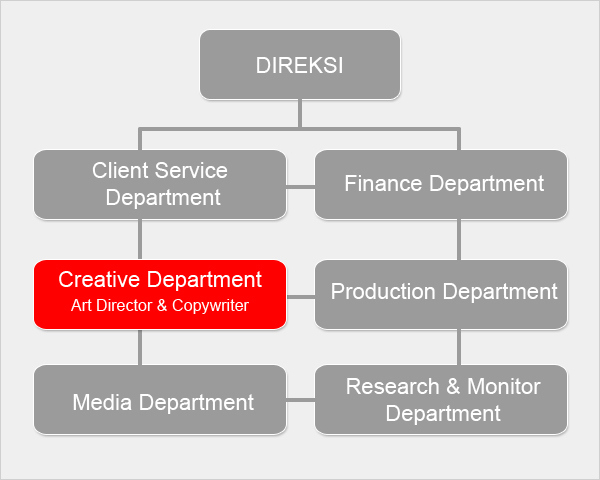 DIREKSI
Client Service
Department
Finance Department
Creative Department
Art Director & Copywriter
Production Department
Media Department
Research & Monitor
Department